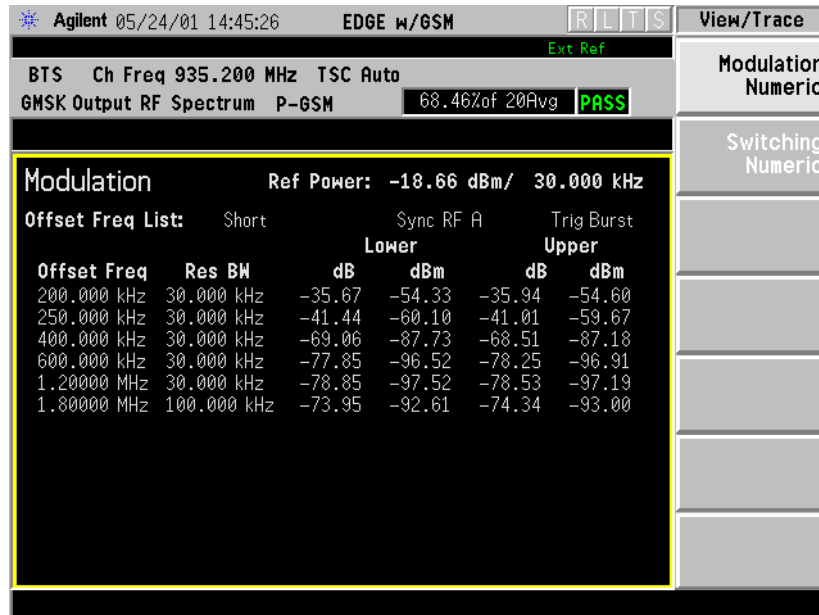 Agilent 05/24/01 14:45:26 EDGE w/GSM R L T S View/Trace
Ext Ref
BTS Ch Freq 935.200 MHz TSC Auto
GMSK Output RF Spectrum P-GSM 68.46%of 20Avg PASS
Modulation
Numeric
Switching
Numeric
Modulation Ref Power: -18.66 dBm/ 30.000 kHz
Offset Freq List: Short Sync RF A Trig Burst
Lower Upper
Offset Freq Res BW dB dBm dB dBm
200.000 kHz 30.000 kHz -35.67 -54.33 -35.94 -54.60
250.000 kHz 30.000 kHz -41.44 -60.10 -41.01 -59.67
400.000 kHz 30.000 kHz -69.06 -87.73 -68.51 -87.18
600.000 kHz 30.000 kHz -77.85 -96.52 -78.25 -96.91
1.20000 MHz 30.000 kHz -78.85 -97.52 -78.53 -97.19
1.80000 MHz 100.000 kHz -73.95 -92.61 -74.34 -93.00